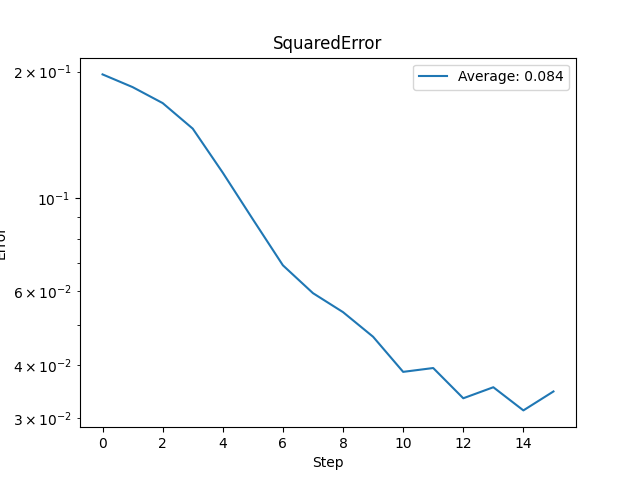 SquaredError
Average: 0.084
2 × 10⁻¹
10⁻¹
6 × 10⁻²
4 × 10⁻²
3 × 10⁻²
Error
0 2 4 6 8 10 12 14
Step